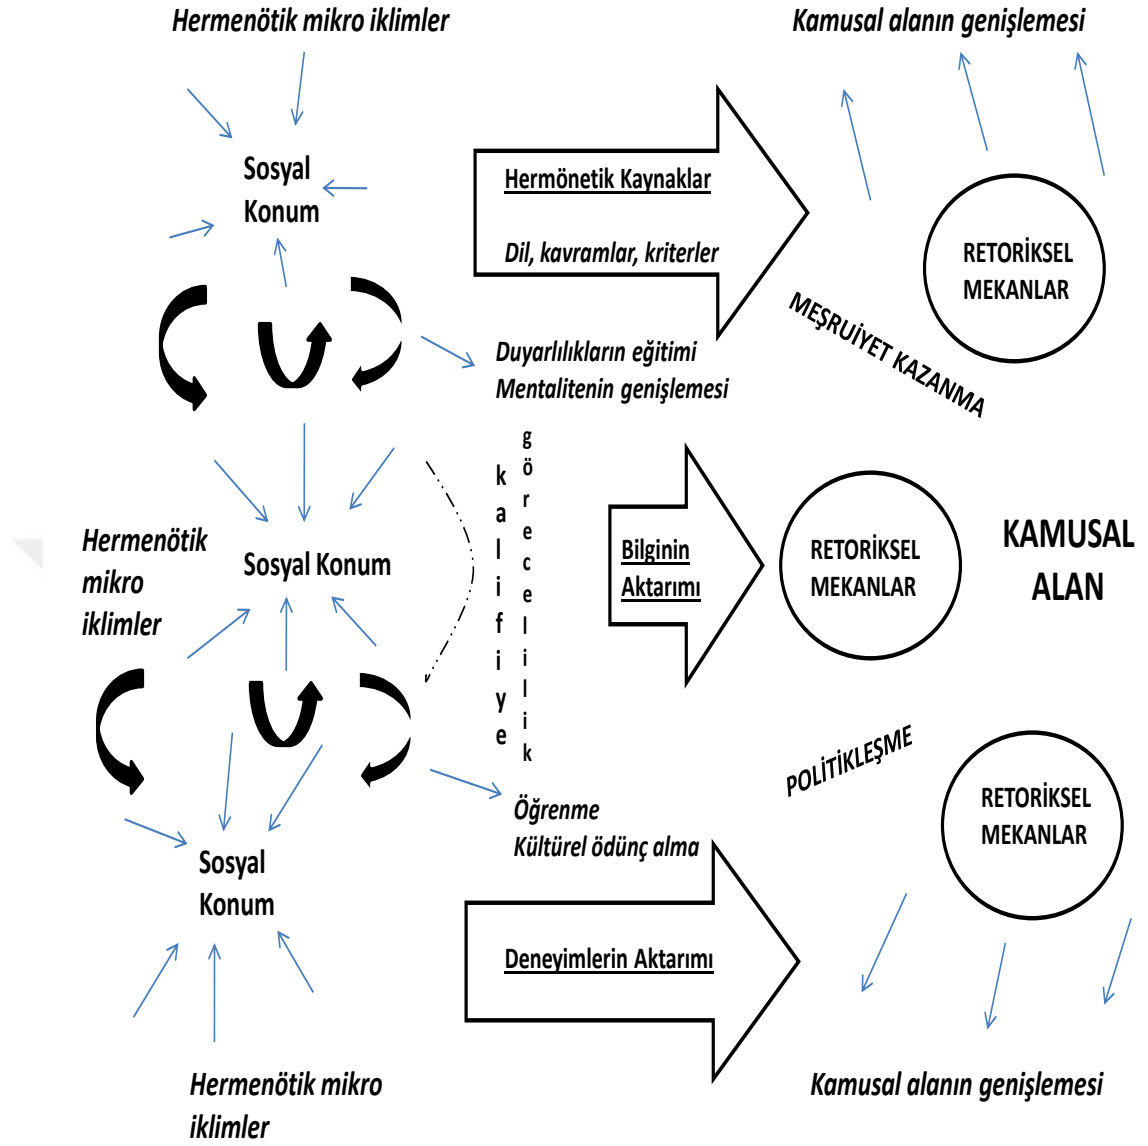 Hermenötik mikro iklimler
Kamusal alanın genişlemesi
Sosyal
Konum
Hermönetik Kaynaklar
Dil, kavramlar, kriterler
RETORİKSEL
MEKANLAR
MEŞRUİYET KAZANMA
Duyarlılıkların eğitimi
Mentalitenin genişlemesi
kalifiye
görecelilik
Hermenötik
mikro
iklimler
Sosyal Konum
Bilginin
Aktarımı
RETORİKSEL
MEKANLAR
KAMUSAL
ALAN
POLİTİKLEŞME
RETORİKSEL
MEKANLAR
Öğrenme
Kültürel ödünç alma
Sosyal
Konum
Deneyimlerin Aktarımı
Hermenötik mikro
iklimler
Kamusal alanın genişlemesi